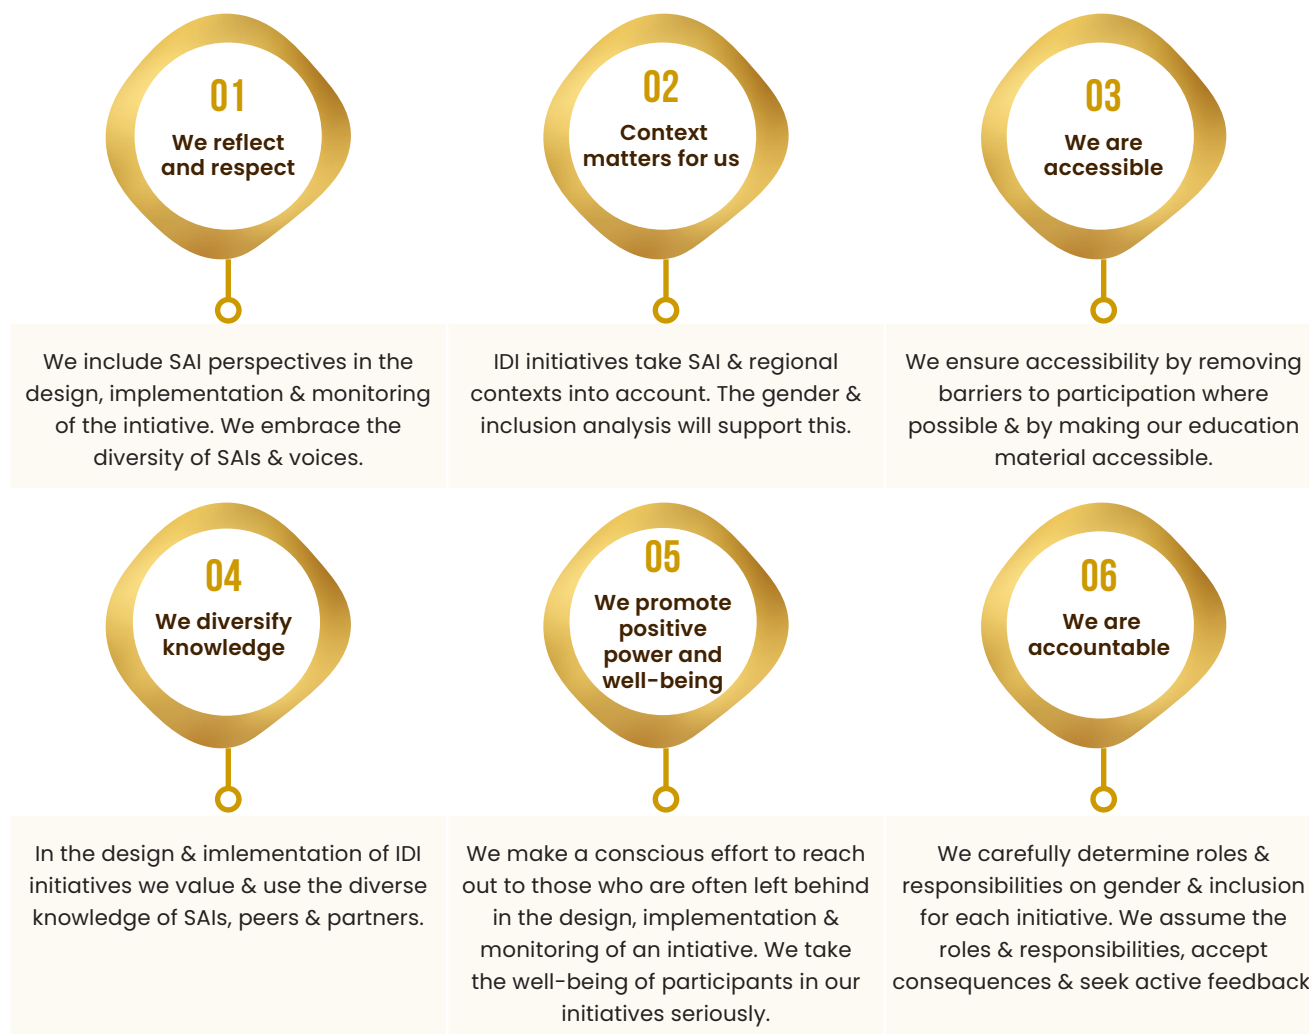 01
We reflect
and respect
We include SAI perspectives in the
design, implementation & monitoring
of the intiative. We embrace the
diversity of SAIs & voices.
02
Context
matters for us
IDI initiatives take SAI & regional
contexts into account. The gender &
inclusion analysis will support this.
03
We are
accessible
We ensure accessibility by removing
barriers to participation where
possible & by making our education
material accessible.
04
We diversify
knowledge
In the design & imlementation of IDI
initiatives we value & use the diverse
knowledge of SAIs, peers & partners.
05
We promote
positive
power and
well-being
We make a conscious effort to reach
out to those who are often left behind
in the design, implementation &
monitoring of an intiative. We take
the well-being of participants in our
initiatives seriously.
06
We are
accountable
We carefully determine roles &
responsibilities on gender & inclusion
for each initiative. We assume the
roles & responsibilities, accept
consequences & seek active feedback